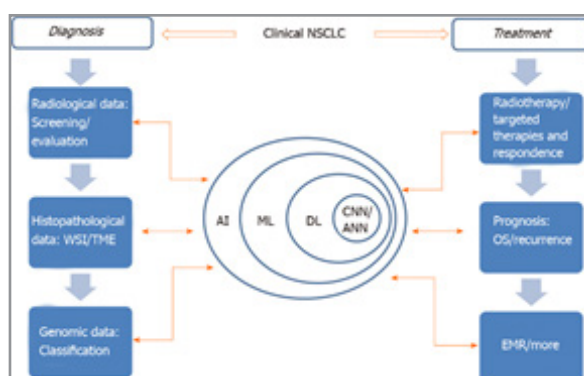 Diagnosis
Clinical NSCLC
Treatment
Radiological data:
Screening/
evaluation
Histopathological
data: WSI/TME
Genomic data:
Classification
AI
ML
DL
CNN/
ANN
Radiotherapy/
targeted
therapies and
respondence
Prognosis:
OS/recurrence
EMR/more